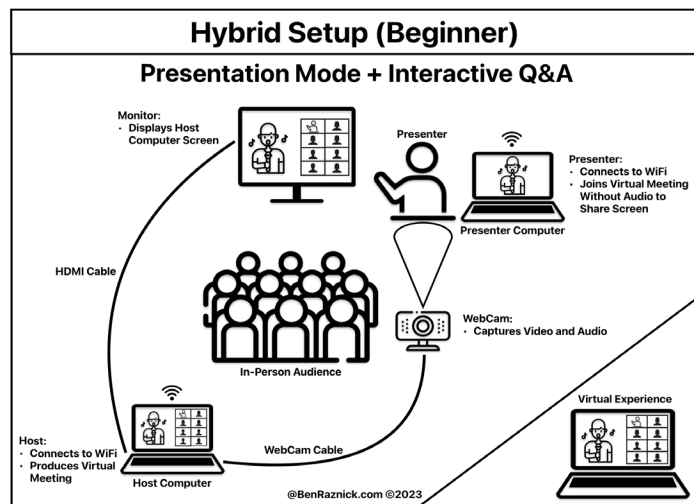 Hybrid Setup (Beginner)
Presentation Mode + Interactive Q&A
Monitor:
• Displays Host
Computer Screen
Presenter
Presenter:
• Connects to WiFi
• Joins Virtual Meeting
Without Audio to
Share Screen
Presenter Computer
HDMI Cable
WebCam:
• Captures Video and Audio
In-Person Audience
Virtual Experience
Host:
• Connects to WiFi
• Produces Virtual
Meeting
WebCam Cable
Host Computer
@BenRaznick.com ©2023